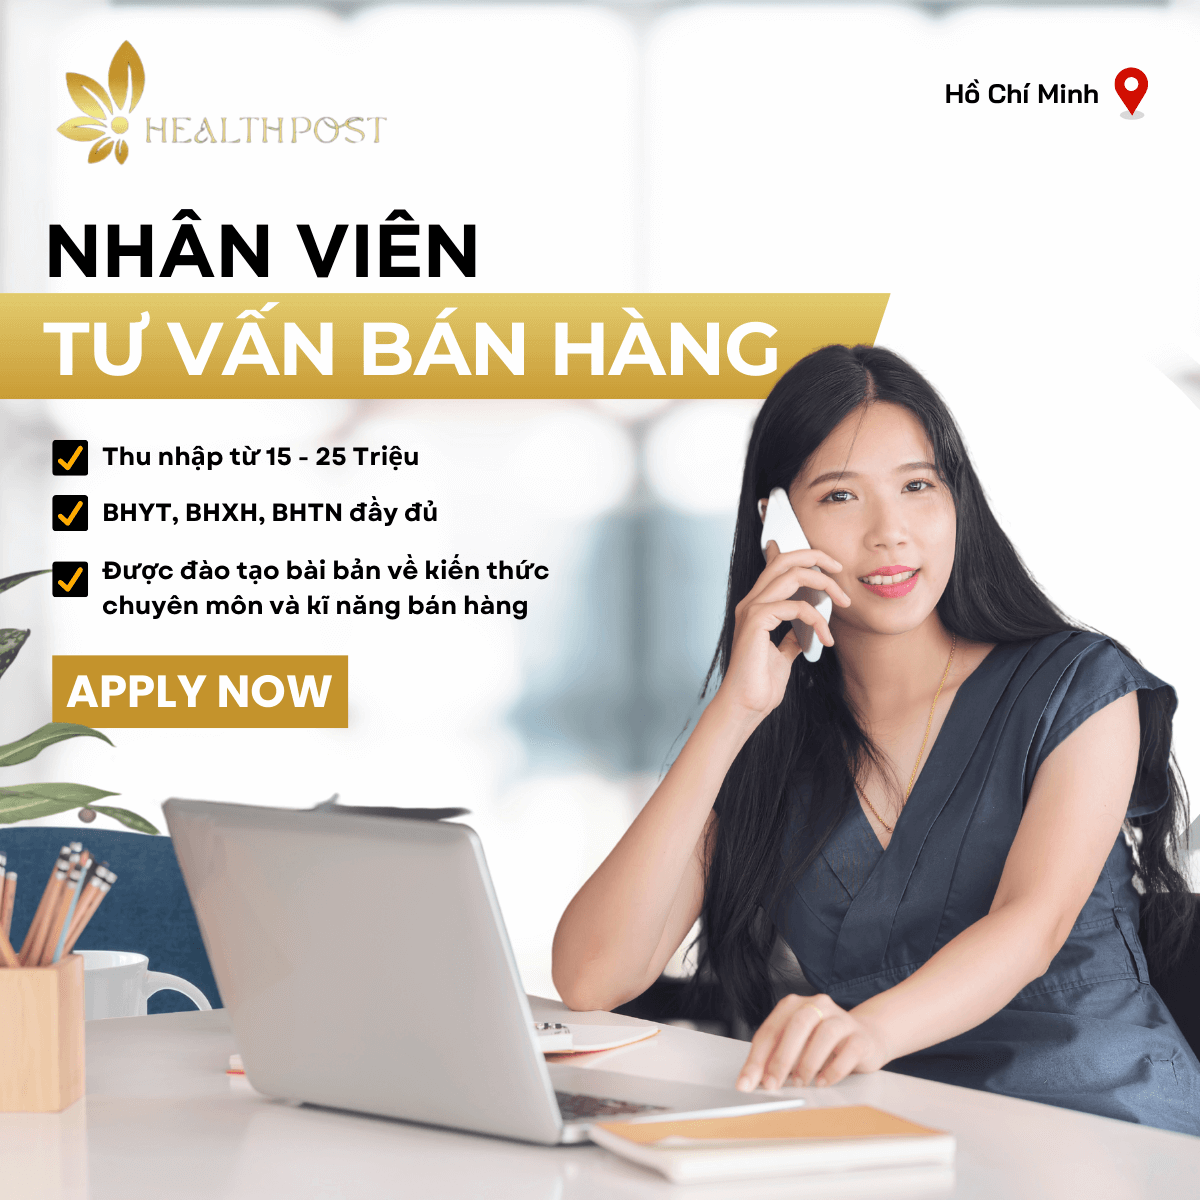 HEALTHPOST
Hồ Chí Minh
NHÂN VIÊN
TƯ VẤN BÁN HÀNG
Thu nhập từ 15 - 25 Triệu
BHYT, BHXH, BHTN đầy đủ
Được đào tạo bài bản về kiến thức
chuyên môn và kĩ năng bán hàng
APPLY NOW